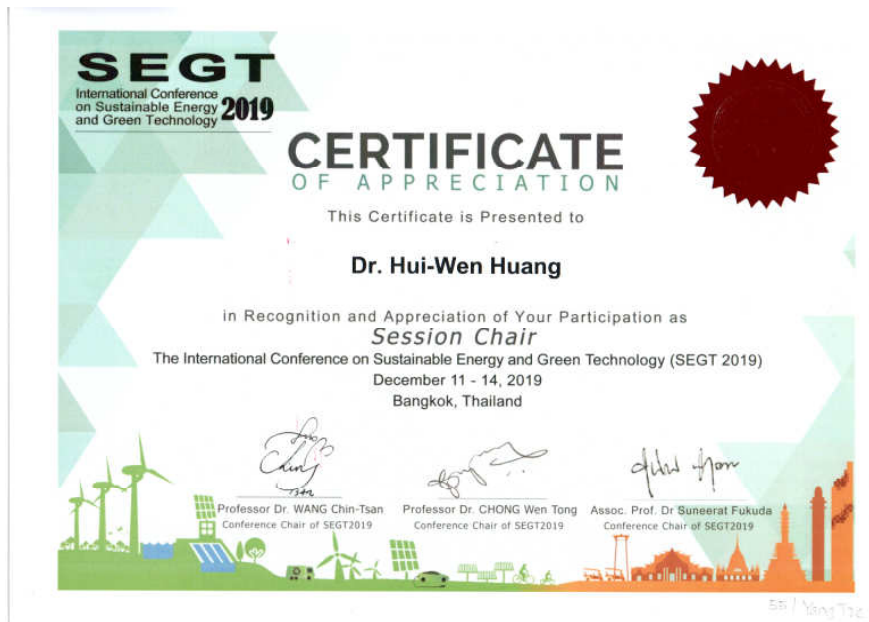 SEGT
International Conference
on Sustainable Energy
and Green Technology
2019
CERTIFICATE
OF APPRECIATION
This Certificate is Presented to
Dr. Hui-Wen Huang
in Recognition and Appreciation of Your Participation as
Session Chair
The International Conference on Sustainable Energy and Green Technology (SEGT 2019)
December 11 - 14, 2019
Bangkok, Thailand
Professor Dr. WANG Chin-Tsan
Conference Chair of SEGT2019
Professor Dr. CHONG Wen Tong
Conference Chair of SEGT2019
Assoc. Prof. Dr Suneerat Fukuda
Conference Chair of SEGT2019